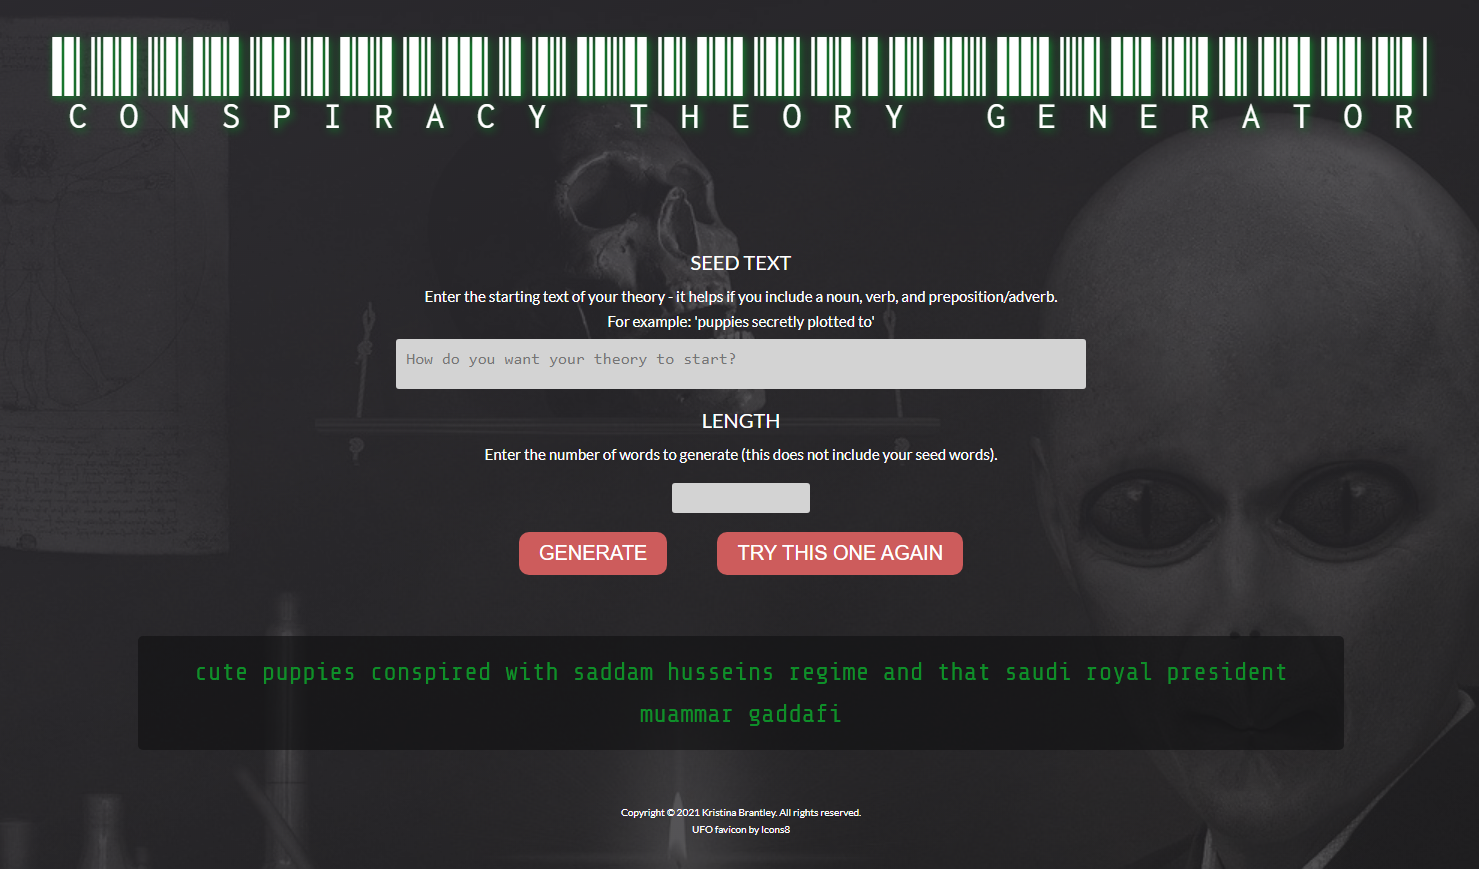 CONSPIRACY THEORY GENERATOR
SEED TEXT
Enter the starting text of your theory - it helps if you include a noun, verb, and preposition/adverb.
For example: 'puppies secretly plotted to'
How do you want your theory to start?
LENGTH
Enter the number of words to generate (this does not include your seed words).
GENERATE TRY THIS ONE AGAIN
cute puppies conspired with saddam husseins regime and that saudi royal president
muammar gaddafi
Copyright © 2021 Kristina Brantley. All rights reserved.
UFO favicon by Icons8